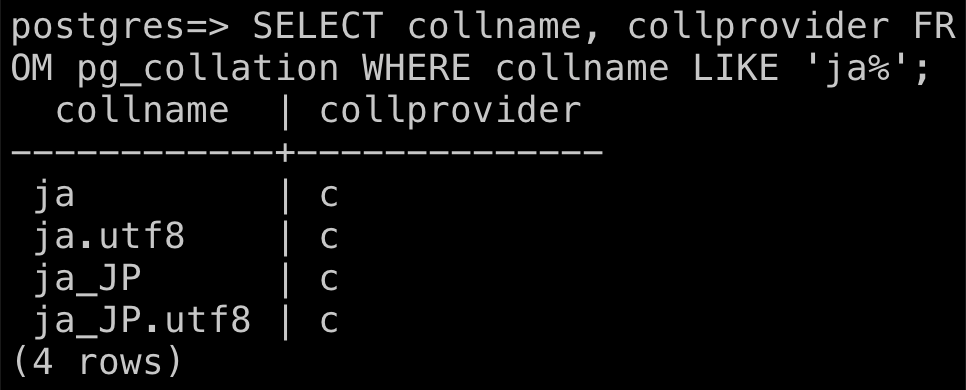 postgres=> SELECT collname, collprovider FR
OM pg_collation WHERE collname LIKE 'ja%';
  collname  | collprovider
------------+--------------
 ja         | c
 ja.utf8    | c
 ja_JP      | c
 ja_JP.utf8 | c
(4 rows)